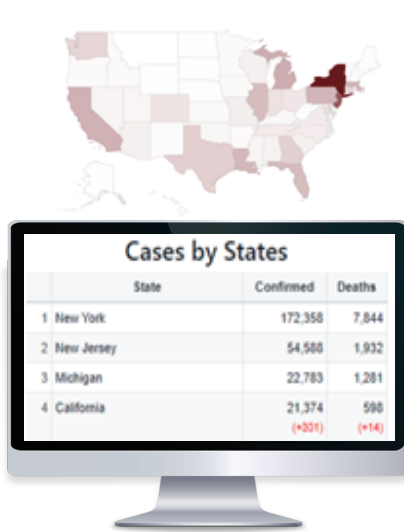 Cases by States
State Confirmed Deaths
1 New York 172,358 7,844
2 New Jersey 54,588 1,932
3 Michigan 22,783 1,281
4 California 21,374 598
(+301) (+14)